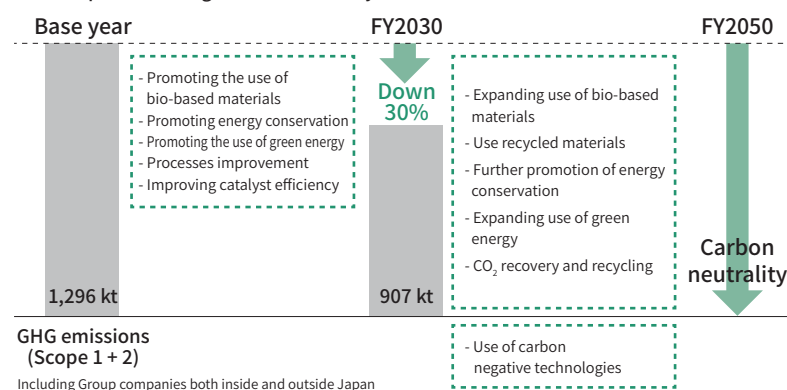 Base year
FY2030
FY2050
- Promoting the use of
bio-based materials
- Promoting energy conservation
- Promoting the use of green energy
- Processes improvement
- Improving catalyst efficiency
Down
30%
- Expanding use of bio-based
materials
- Use recycled materials
- Further promotion of energy
conservation
- Expanding use of green
energy
- CO₂ recovery and recycling
Carbon
neutrality
1,296 kt
907 kt
GHG emissions
(Scope 1 + 2)
- Use of carbon
negative technologies
Including Group companies both inside and outside Japan